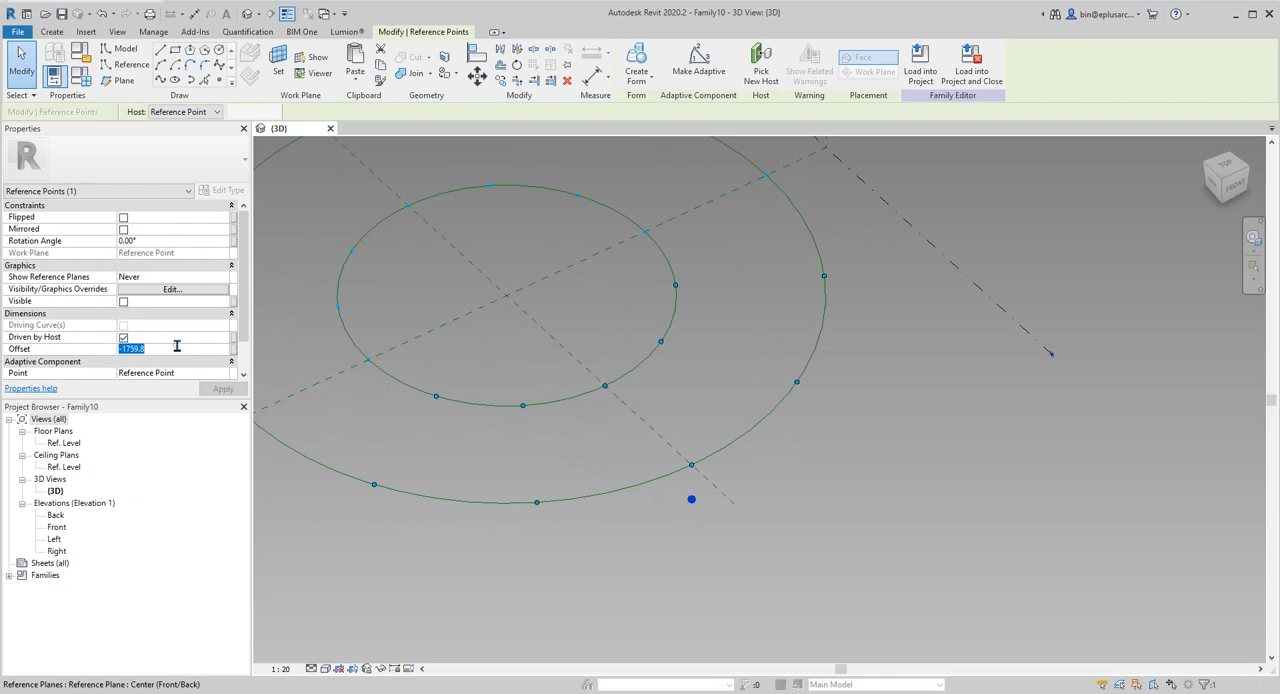 Autodesk Revit 2020.2 - Family10 - 3D View: {3D}
bin@eplusarc...
File Create Insert View Manage Add-Ins Quantification BIM One Lumion® Modify | Reference Points
Modify
Model
Reference
Plane
Set
Show
Viewer
Paste
Cut
Join
Create Form
Make Adaptive
Pick New Host
Show Related Warnings
Face
Work Plane
Load into Project
Load into Project and Close
Select Properties Draw Work Plane Clipboard Geometry Modify Measure Form Adaptive Component Host Warning Placement Family Editor
Modify | Reference Points Host: Reference Point
Properties
{3D}
Reference Points (1) Edit Type
Constraints
Flipped
Mirrored
Rotation Angle 0.00°
Work Plane Reference Point
Graphics
Show Reference Planes Never
Visibility/Graphics Overrides Edit...
Visible
Dimensions
Driving Curve(s)
Driven by Host
Offset -1759.8
Adaptive Component
Point Reference Point
Properties help Apply
Project Browser - Family10
Views (all)
Floor Plans
Ref. Level
Ceiling Plans
Ref. Level
3D Views
{3D}
Elevations (Elevation 1)
Back
Front
Left
Right
Sheets (all)
Families
TOP
FRONT
1 : 20
Reference Planes : Reference Plane : Center (Front/Back) :0 Main Model :1